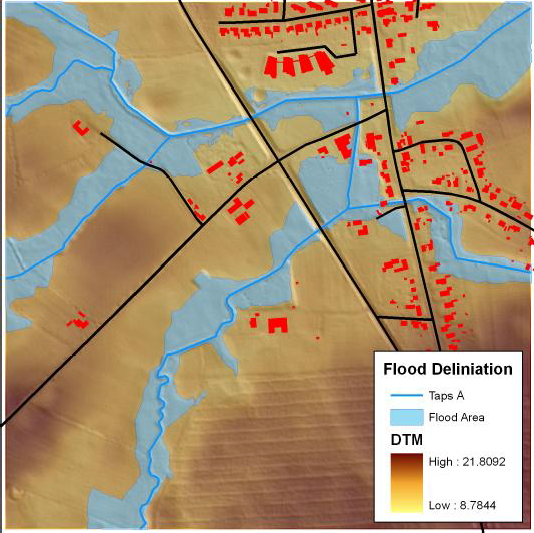 Flood Deliniation
Taps A
Flood Area
DTM
High : 21.8092
Low : 8.7844